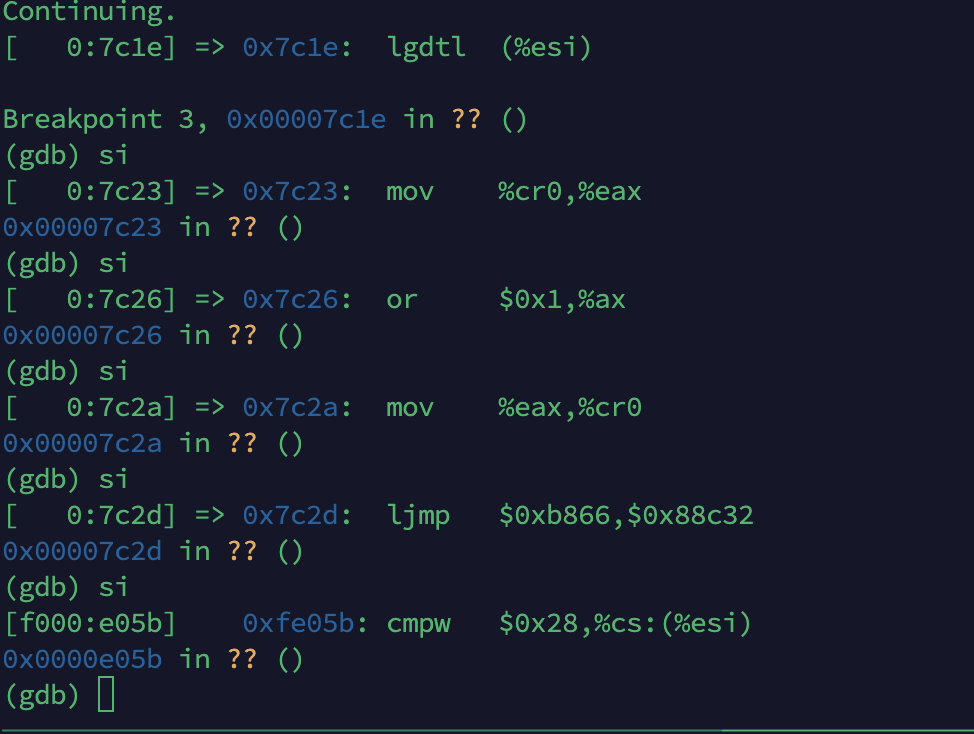 Continuing.
[   0:7c1e] => 0x7c1e:  lgdtl  (%esi)
Breakpoint 3, 0x00007c1e in ?? ()
(gdb) si
[   0:7c23] => 0x7c23:  mov    %cr0,%eax
0x00007c23 in ?? ()
(gdb) si
[   0:7c26] => 0x7c26:  or     $0x1,%ax
0x00007c26 in ?? ()
(gdb) si
[   0:7c2a] => 0x7c2a:  mov    %eax,%cr0
0x00007c2a in ?? ()
(gdb) si
[   0:7c2d] => 0x7c2d:  ljmp   $0xb866,$0x88c32
0x00007c2d in ?? ()
(gdb) si
[f000:e05b]    0xfe05b: cmpw   $0x28,%cs:(%esi)
0x0000e05b in ?? ()
(gdb)